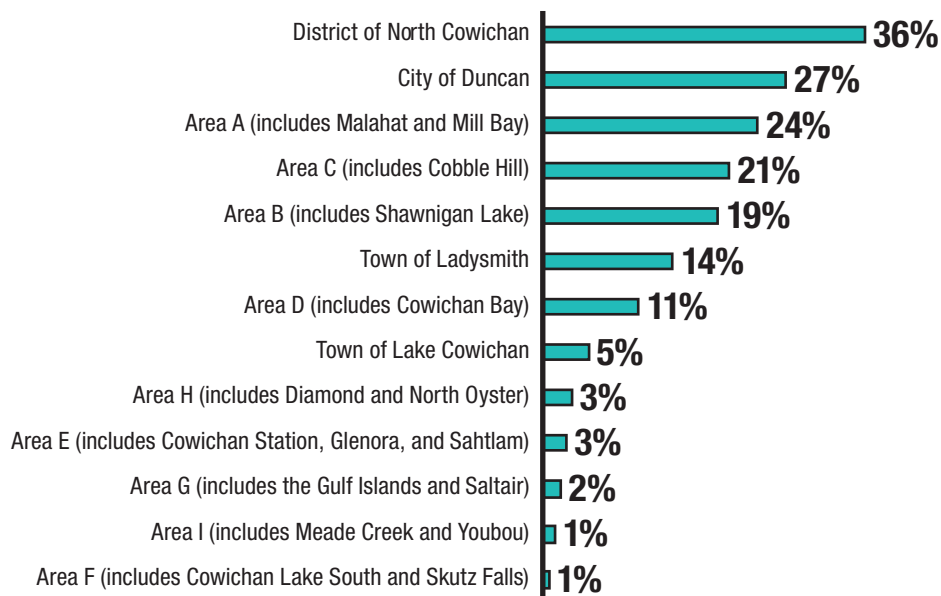 District of North Cowichan 36%
City of Duncan 27%
Area A (includes Malahat and Mill Bay) 24%
Area C (includes Cobble Hill) 21%
Area B (includes Shawnigan Lake) 19%
Town of Ladysmith 14%
Area D (includes Cowichan Bay) 11%
Town of Lake Cowichan 5%
Area H (includes Diamond and North Oyster) 3%
Area E (includes Cowichan Station, Glenora, and Sahtlam) 3%
Area G (includes the Gulf Islands and Saltair) 2%
Area I (includes Meade Creek and Youbou) 1%
Area F (includes Cowichan Lake South and Skutz Falls) 1%